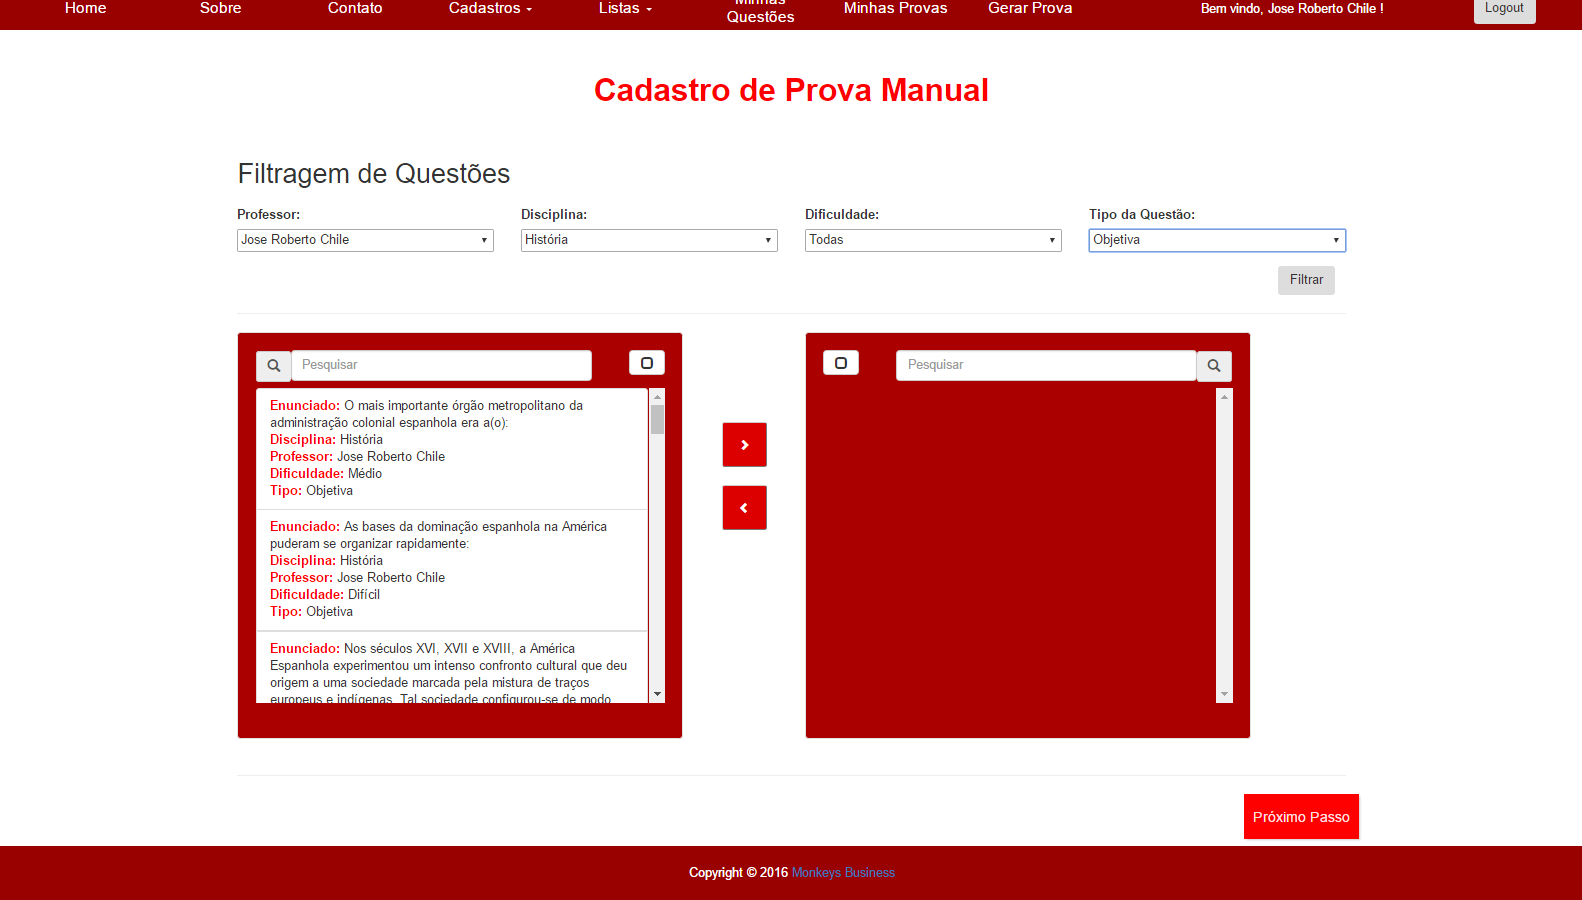 Home Sobre Contato Cadastros Listas Minhas Questões Minhas Provas Gerar Prova Bem vindo, Jose Roberto Chile ! Logout
Cadastro de Prova Manual
Filtragem de Questões
Professor: Disciplina: Dificuldade: Tipo da Questão:
Jose Roberto Chile História Todas Objetiva
Filtrar
Pesquisar
Enunciado: O mais importante órgão metropolitano da
administração colonial espanhola era a(o):
Disciplina: História
Professor: Jose Roberto Chile
Dificuldade: Médio
Tipo: Objetiva
Enunciado: As bases da dominação espanhola na América
puderam se organizar rapidamente:
Disciplina: História
Professor: Jose Roberto Chile
Dificuldade: Difícil
Tipo: Objetiva
Enunciado: Nos séculos XVI, XVII e XVIII, a América
Espanhola experimentou um intenso confronto cultural que deu
origem a uma sociedade marcada pela mistura de traços
europeus e indígenas. Tal sociedade configurou-se de modo
Pesquisar
Próximo Passo
Copyright © 2016 Monkeys Business